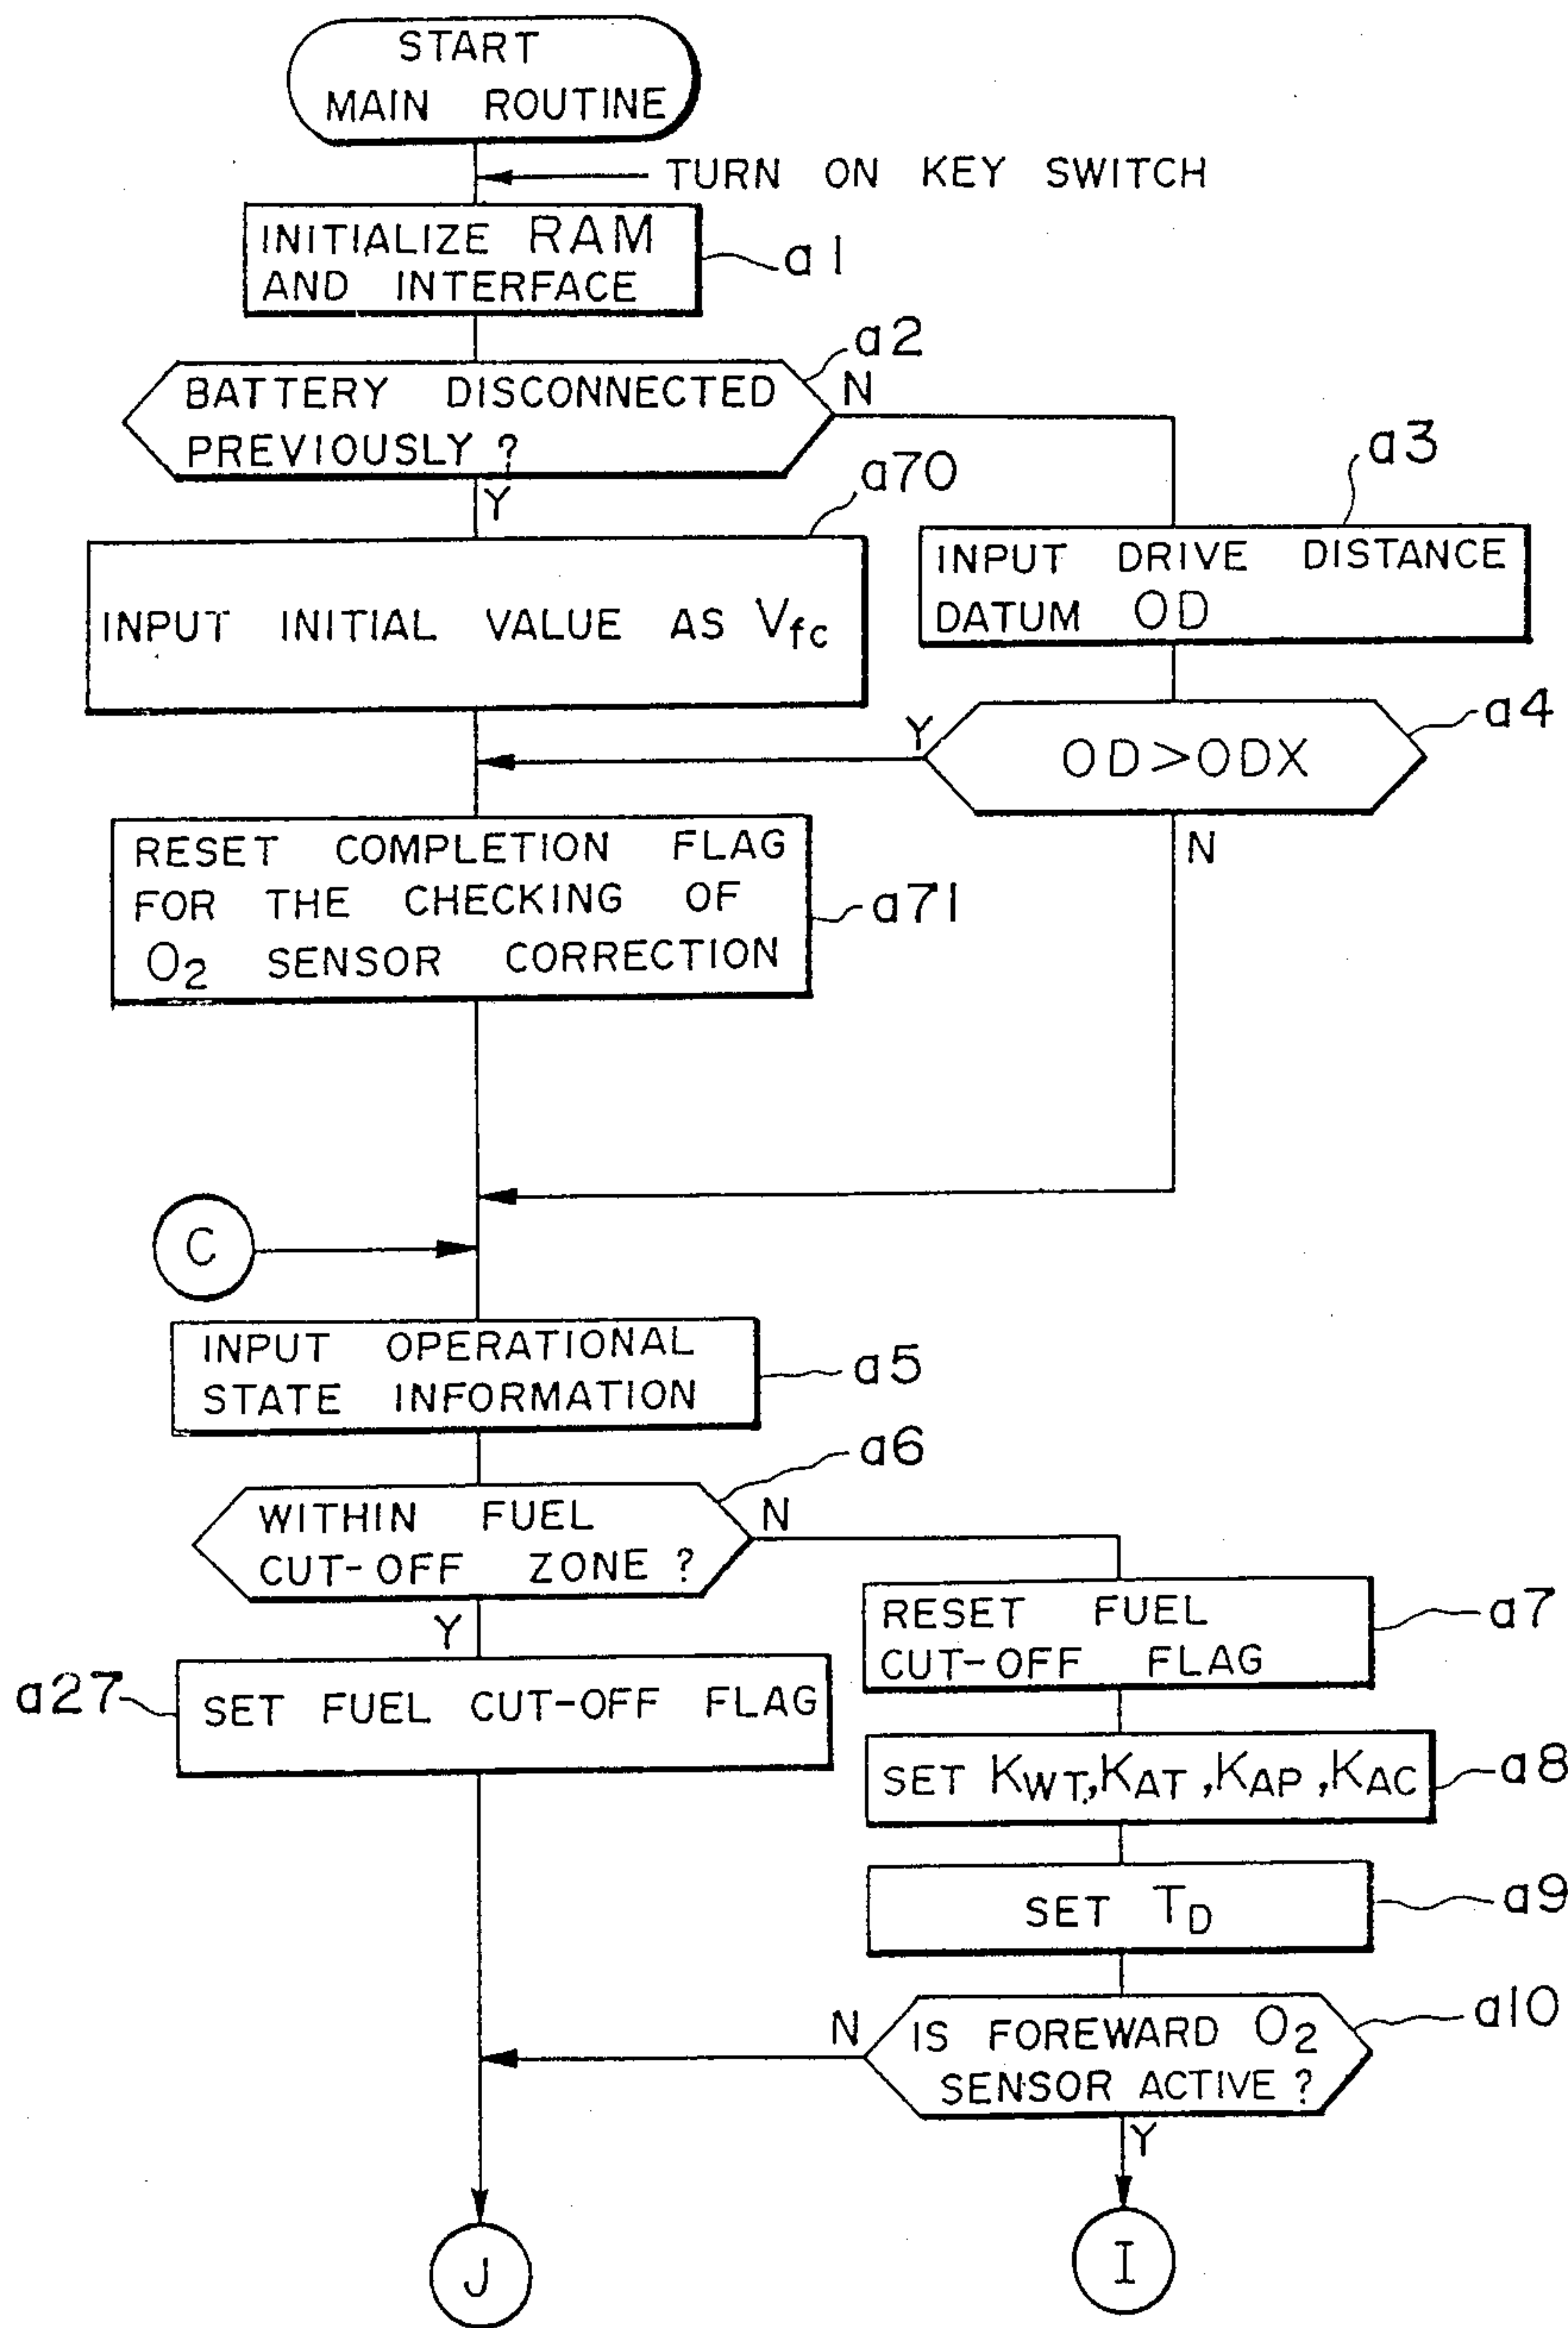 START
MAIN ROUTINE
TURN ON KEY SWITCH
INITIALIZE RAM
AND INTERFACE
a1
a2
BATTERY DISCONNECTED
PREVIOUSLY ?
N
Y
a70
a3
INPUT INITIAL VALUE AS Vfc
INPUT DRIVE DISTANCE
DATUM OD
a4
Y
OD>ODX
N
RESET COMPLETION FLAG
FOR THE CHECKING OF
O2 SENSOR CORRECTION
a71
C
INPUT OPERATIONAL
STATE INFORMATION
a5
a6
WITHIN FUEL
CUT-OFF ZONE ?
N
Y
RESET FUEL
CUT-OFF FLAG
a7
a27
SET FUEL CUT-OFF FLAG
SET KWT,KAT,KAP,KAC
a8
SET TD
a9
a10
N
IS FOREWARD O2
SENSOR ACTIVE ?
Y
J
I